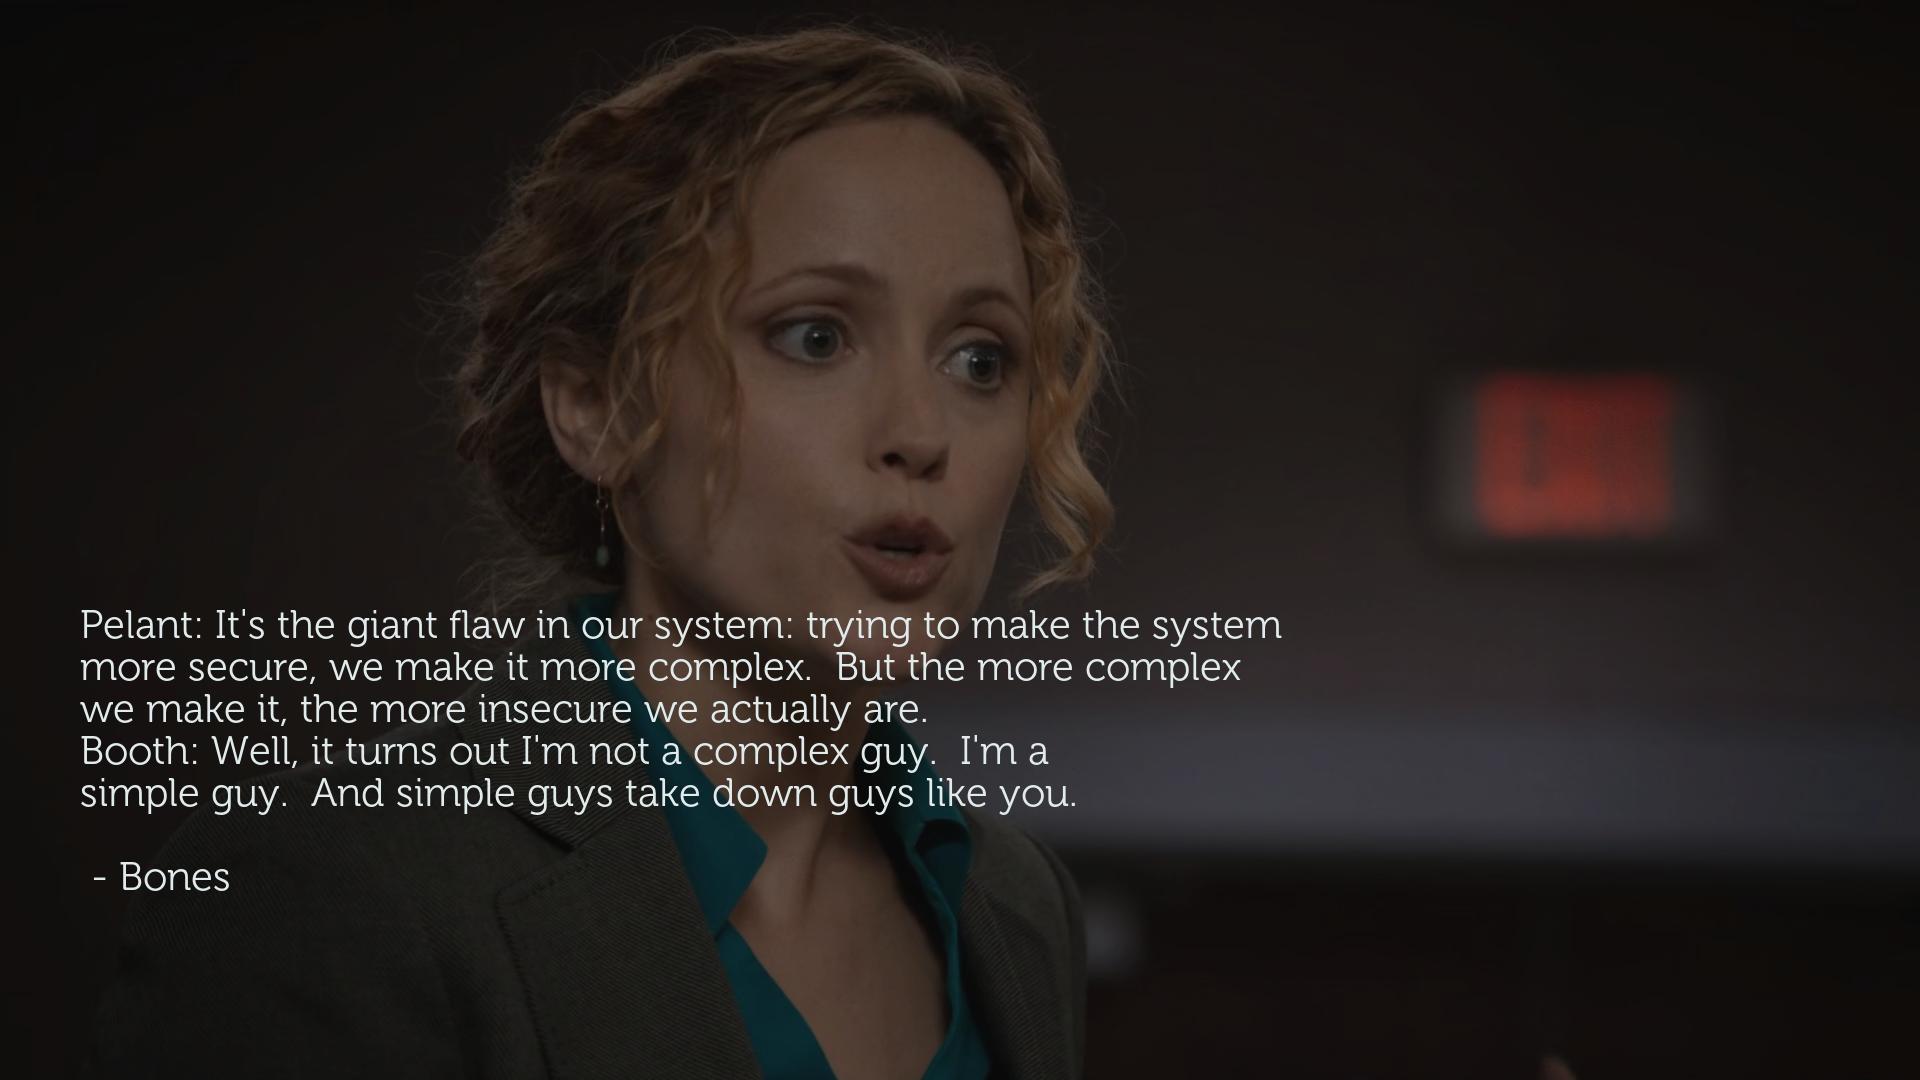 Pelant: It's the giant flaw in our system: trying to make the system
more secure, we make it more complex.  But the more complex
we make it, the more insecure we actually are.
Booth: Well, it turns out I'm not a complex guy.  I'm a
simple guy.  And simple guys take down guys like you.
- Bones